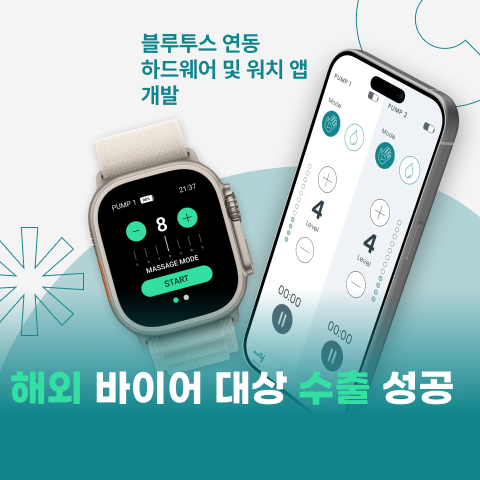 블루투스 연동
하드웨어 및 워치 앱
개발
PUMP 1
21:37
8
MASSAGE MODE
START
PUMP 1
Mode
4
Level
00:00
PUMP 2
Mode
4
Level
00:00
해외 바이어 대상 수출 성공